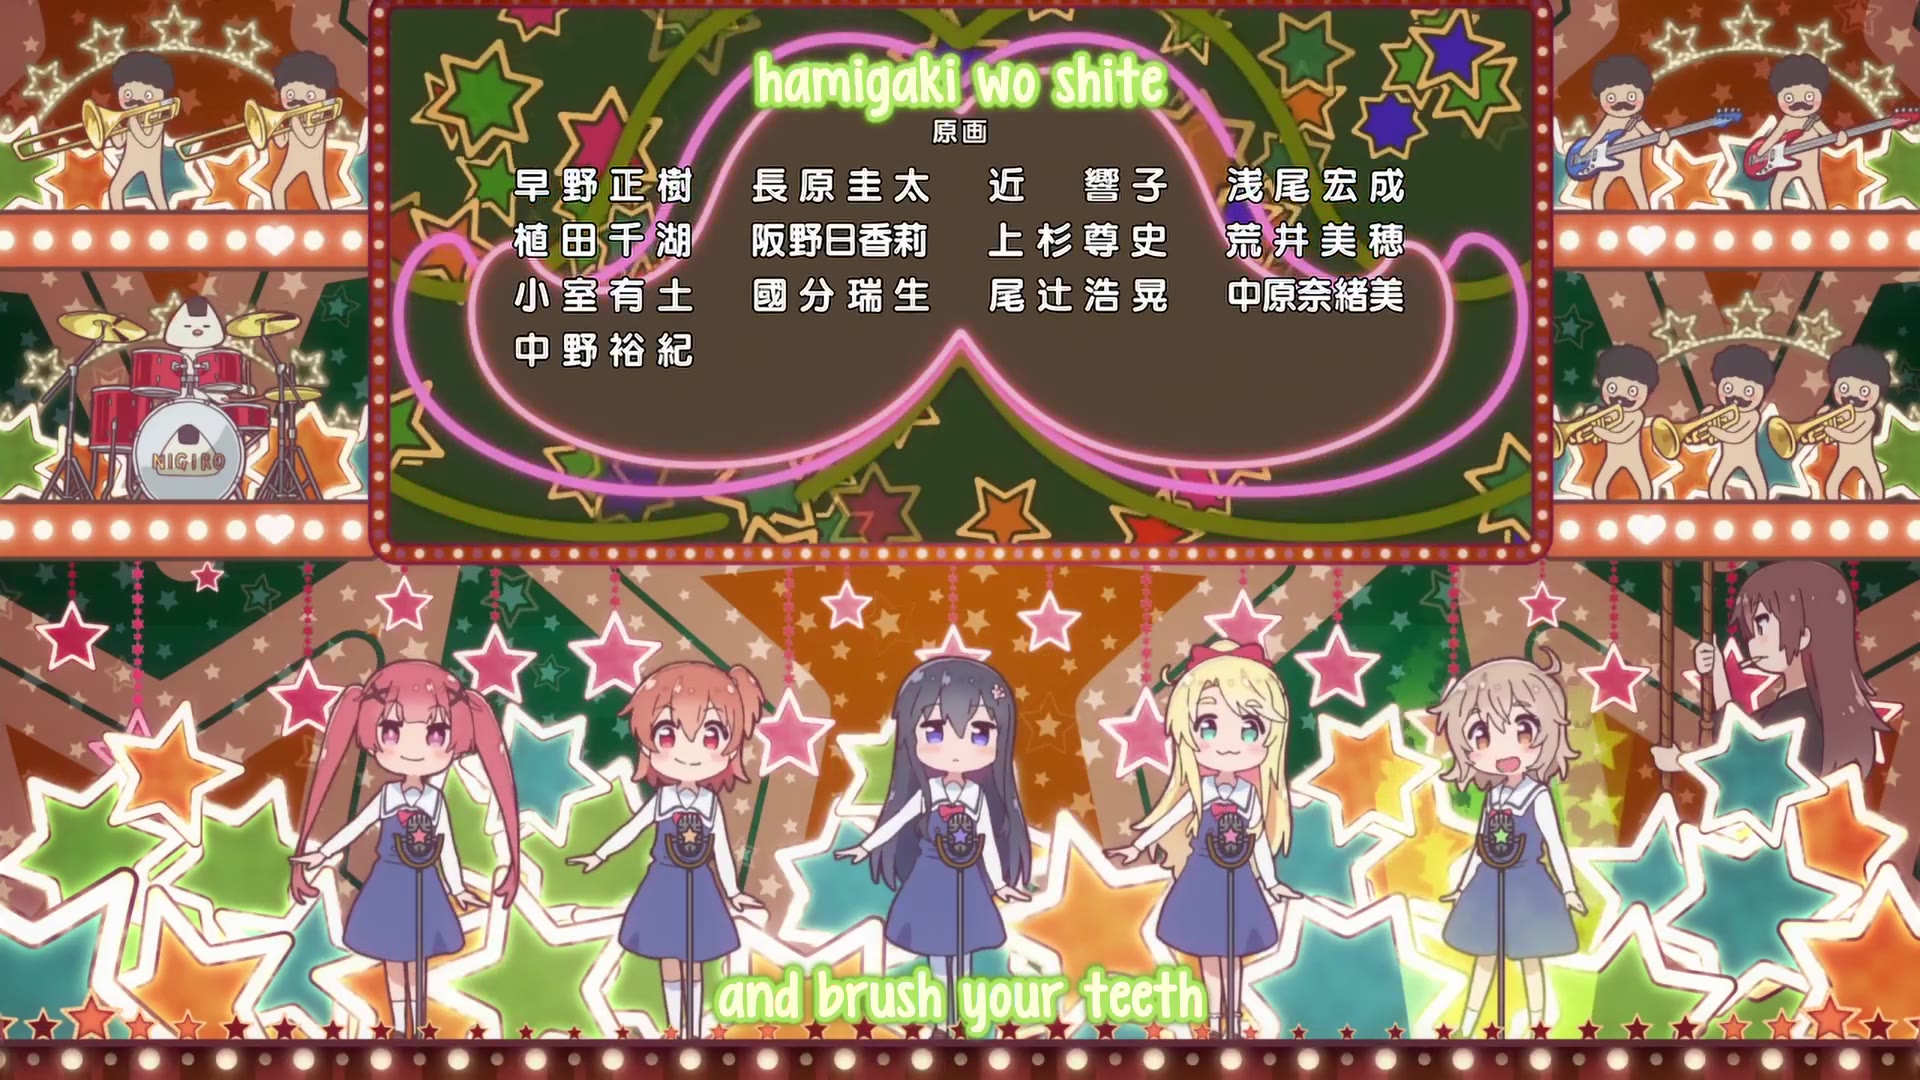 hamigaki wo shite
原画
早野正樹 長原圭太 近 響子 浅尾宏成
植田千湖 阪野日香莉 上杉尊史 荒井美穂
小室有土 國分瑞生 尾辻浩晃 中原奈緒美
中野裕紀
NIGIRO
and brush your teeth